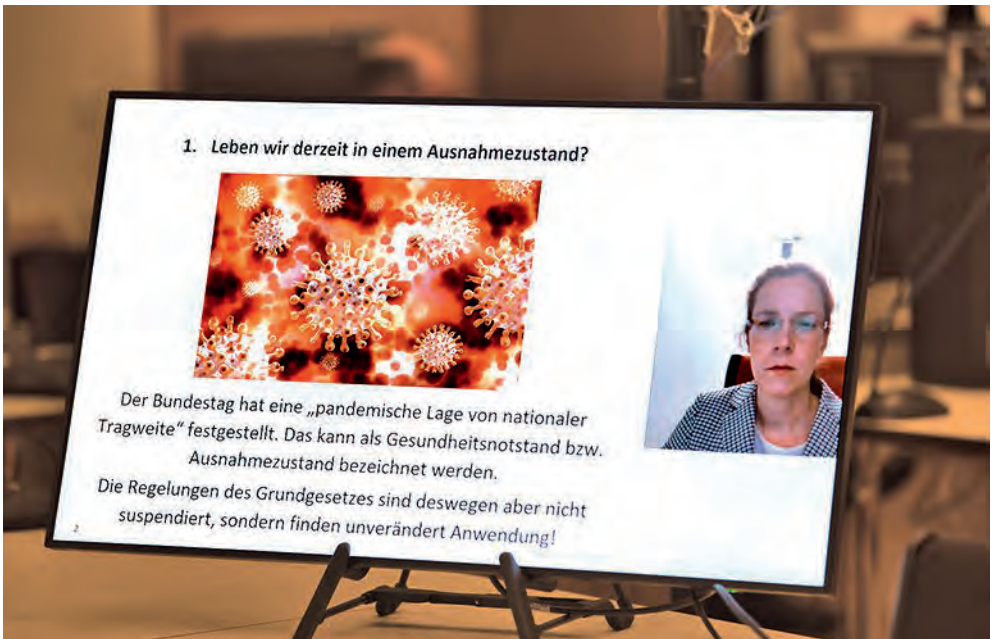 1. Leben wir derzeit in einem Ausnahmezustand?
Der Bundestag hat eine „pandemische Lage von nationaler
Tragweite“ festgestellt. Das kann als Gesundheitsnotstand bzw.
Ausnahmezustand bezeichnet werden.
Die Regelungen des Grundgesetzes sind deswegen aber nicht
suspendiert, sondern finden unverändert Anwendung!
2